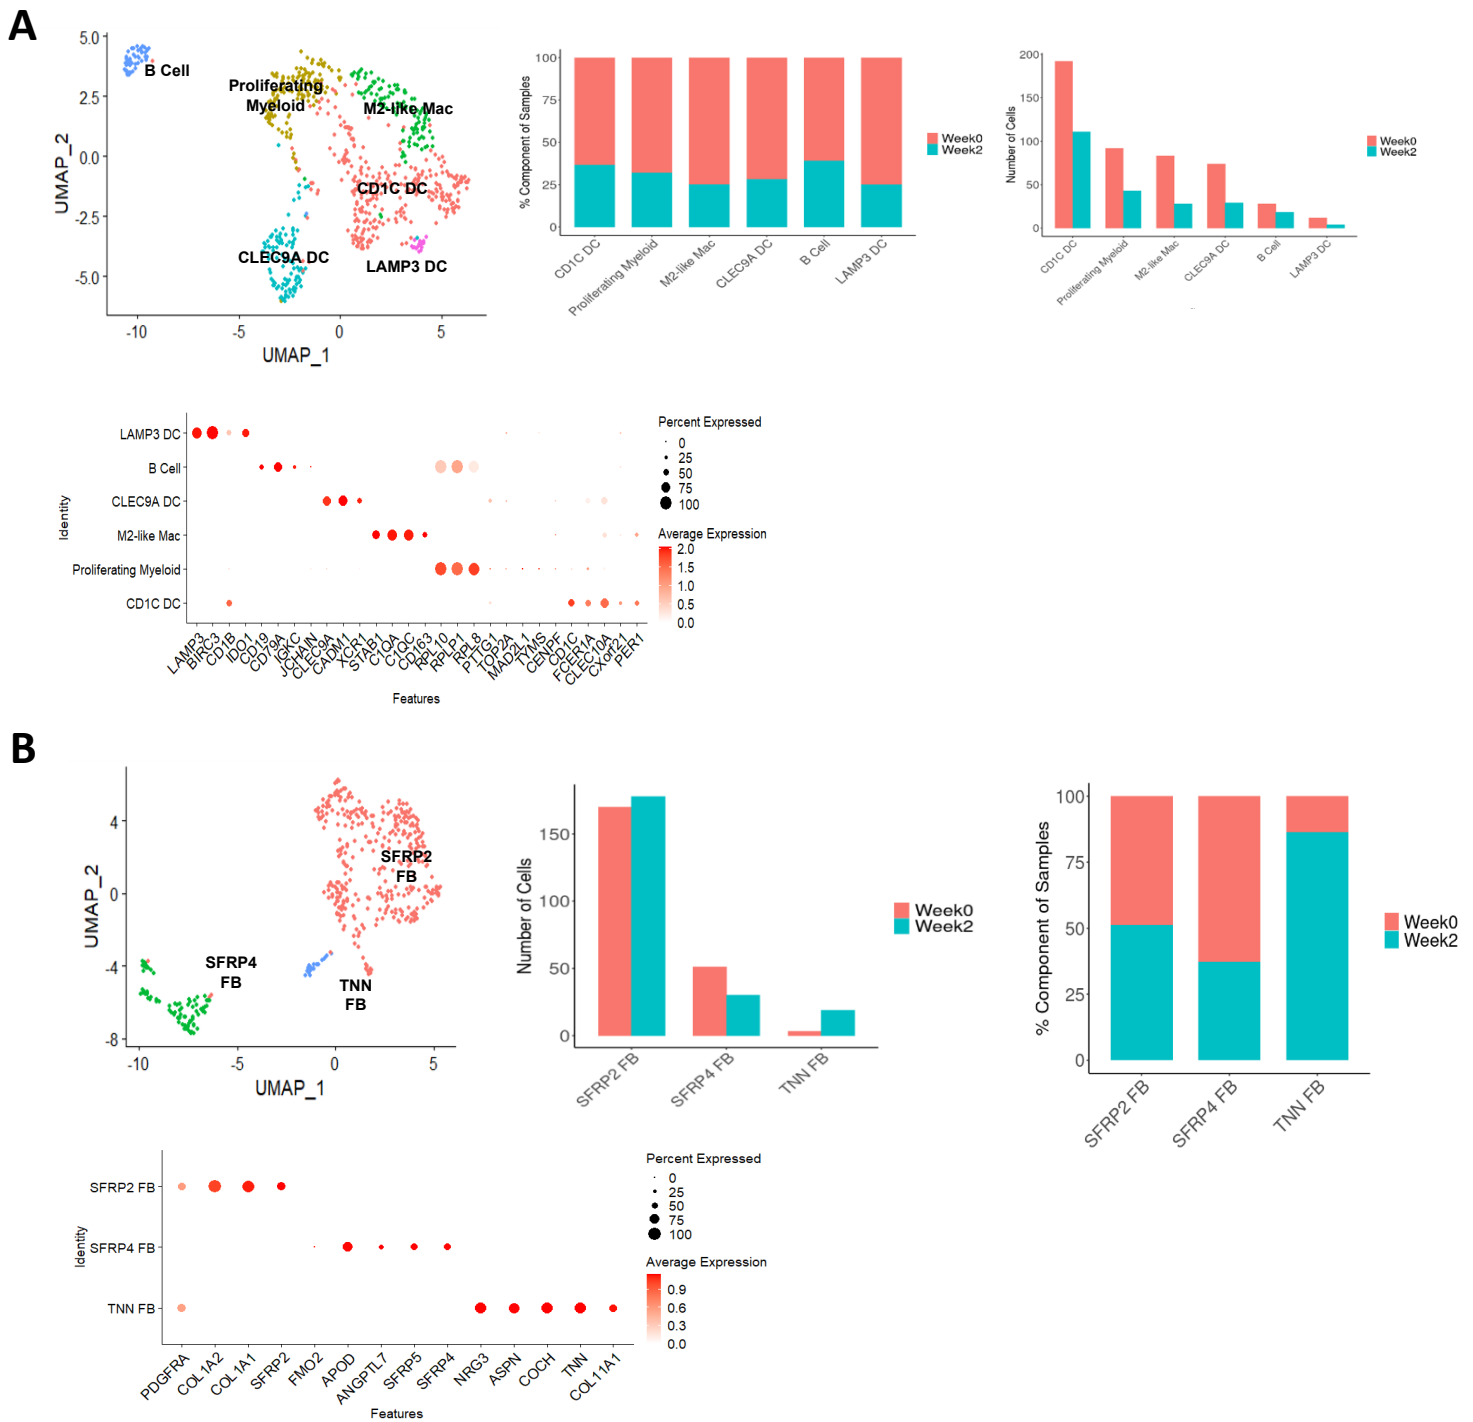 A
5.0
2.5
0.0
-2.5
-5.0
UMAP_2
B Cell
Proliferating
Myeloid
M2-like Mac
CD1C DC
CLEC9A DC
LAMP3 DC
-10
-5
0
5
UMAP_1
100
75
50
25
0
% Component of Samples
CD1C DC
Proliferating Myeloid
M2-like Mac
CLEC9A DC
B Cell
LAMP3 DC
Week0
Week2
200
150
100
50
0
Number of Cells
CD1C DC
Proliferating Myeloid
M2-like Mac
CLEC9A DC
B Cell
LAMP3 DC
Week0
Week2
LAMP3 DC
B Cell
CLEC9A DC
M2-like Mac
Proliferating Myeloid
CD1C DC
Identity
LAMP3
BIRC3
CD1B
IDO1
CD19
CD79A
IGKC
JCHAIN
CLEC9A
CADM1
XCR1
STAB1
C1QA
C1QC
CD163
RPL10
RPLP1
RPL8
PTTG1
TOP2A
MAD2L1
TYMS
CENPF
CD1C
FCER1A
CLEC10A
CXorf21
PER1
Features
Percent Expressed
0
25
50
75
100
Average Expression
2.0
1.5
1.0
0.5
0.0
B
4
0
-4
-8
UMAP_2
SFRP2
FB
SFRP4
FB
TNN
FB
-10
-5
0
5
UMAP_1
150
100
50
0
Number of Cells
SFRP2 FB
SFRP4 FB
TNN FB
Week0
Week2
100
75
50
25
0
% Component of Samples
SFRP2 FB
SFRP4 FB
TNN FB
Week0
Week2
SFRP2 FB
SFRP4 FB
TNN FB
Identity
PDGFRA
COL1A2
COL1A1
SFRP2
FMO2
APOD
ANGPTL7
SFRP5
SFRP4
NRG3
ASPN
COCH
TNN
COL11A1
Features
Percent Expressed
0
25
50
75
100
Average Expression
0.9
0.6
0.3
0.0